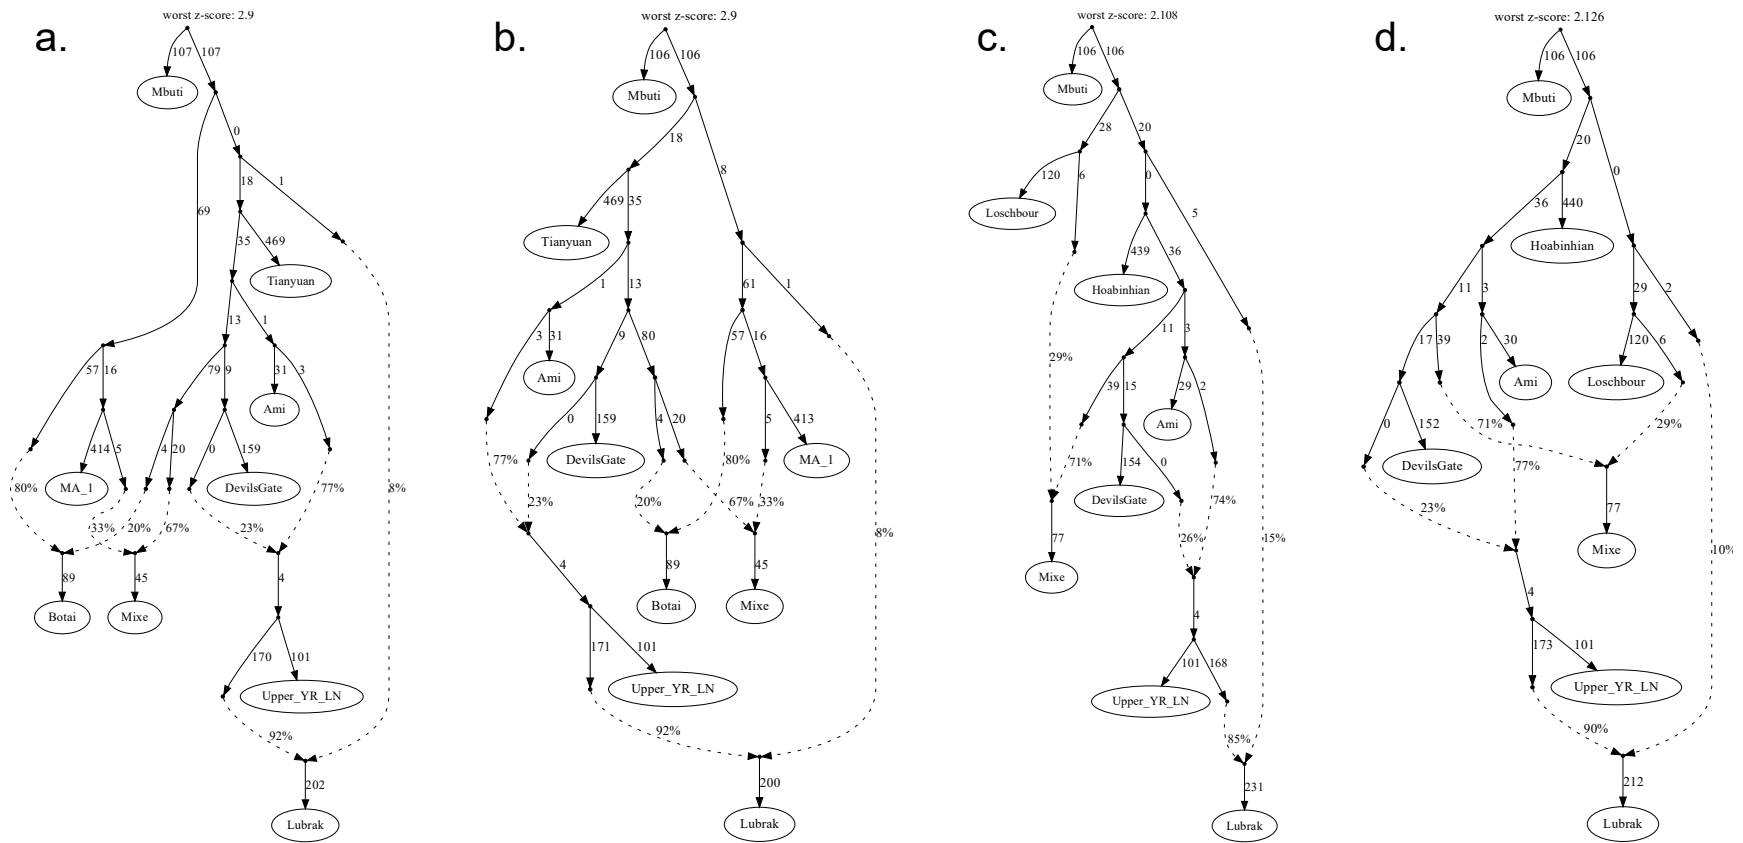 a.
worst z-score: 2.9
107 107
Mbuti
0
18 1
69
35 469
Tianyuan
13 1
57 16 79 9 31 3
Ami
414 5 4 20 0 159
MA_1 DevilsGate
80% 77% 8%
33% 20% 67% 23%
89 45 4
Botai Mixe
170 101
Upper_YR_LN
92%
202
Lubrak
b.
worst z-score: 2.9
106 106
Mbuti
18
8
469 35
Tianyuan
1 13 61 1
3 31 9 80 57 16
Ami
0 159 4 20 5 413
DevilsGate MA_1
77% 80%
23% 20% 67% 33%
8%
4 89 45
Botai Mixe
171 101
Upper_YR_LN
92%
200
Lubrak
c.
worst z-score: 2.108
106 106
Mbuti
28 20
120 6 0
Loschbour 5
439 36
Hoabinhian
11 3
29%
39 15 29 2
Ami
71% 154 0
DevilsGate 74%
77 26% 15%
Mixe
4
101 168
Upper_YR_LN
85%
231
Lubrak
d.
worst z-score: 2.126
106 106
Mbuti
20
0
36 440
Hoabinhian
11 3 29 2
17 39 2 30 120 6
Ami Loschbour
0 152 71% 29%
DevilsGate 77%
23% 77
Mixe 10%
4
173 101
Upper_YR_LN
90%
212
Lubrak